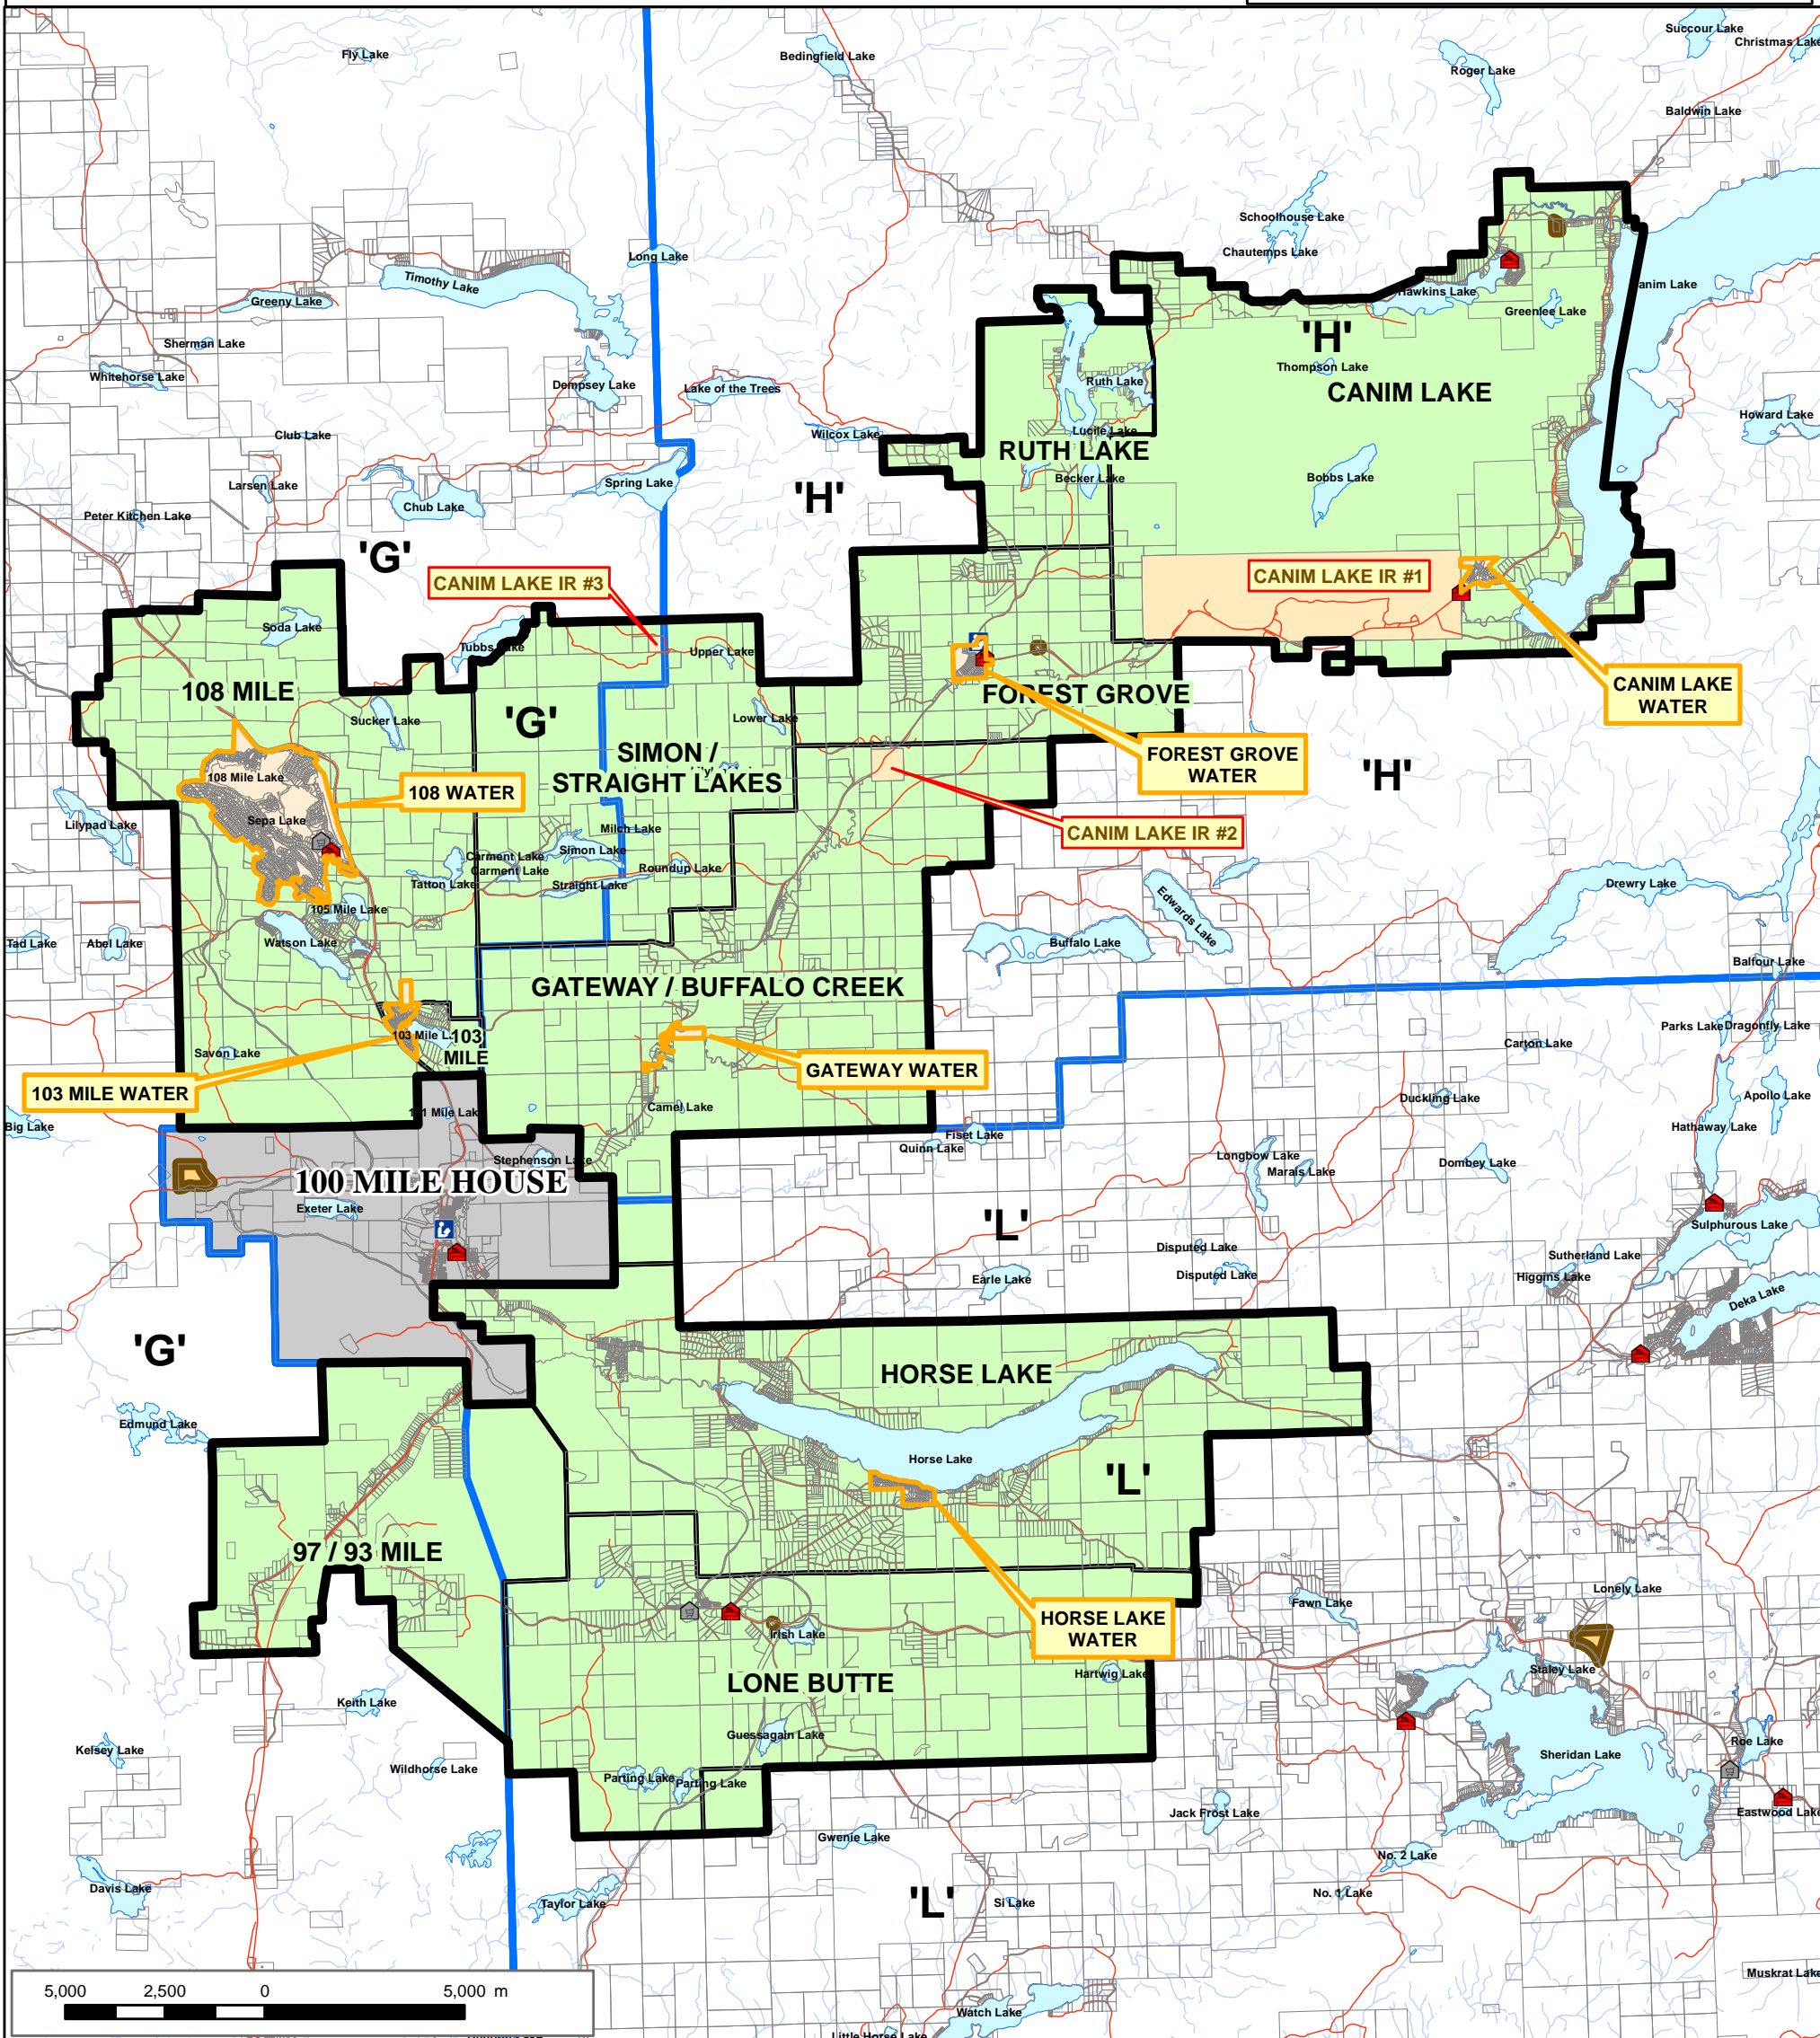 Succour Lake
Christmas Lake
Fly Lake
Bedingfield Lake
Roger Lake
Baldwin Lake
Schoolhouse Lake
Chautemps Lake
Long Lake
Timothy Lake
Greeny Lake
Hawkins Lake
anim Lake
Greenlee Lake
'H'
Sherman Lake
Thompson Lake
Whitehorse Lake
Dempsey Lake
Lake of the Trees
Ruth Lake
CANIM LAKE
Howard Lake
Club Lake
Wilcox Lake
Lucile Lake
RUTH LAKE
Becker Lake
Bobbs Lake
Larsen Lake
Spring Lake
'H'
Chub Lake
Peter Kitchen Lake
'G'
CANIM LAKE IR #3
CANIM LAKE IR #1
Soda Lake
Tubbs Lake
Upper Lake
108 MILE
FOREST GROVE
CANIM LAKE
WATER
Sucker Lake
'G'
Lower Lake
SIMON /
STRAIGHT LAKES
FOREST GROVE
WATER
'H'
108 Mile Lake
108 WATER
Sepa Lake
Lilypad Lake
Milch Lake
CANIM LAKE IR #2
Simon Lake
Carment Lake
Carment Lake
Roundup Lake
Tatton Lake
Straight Lake
Drewry Lake
Edwards Lake
105 Mile Lake
Tad Lake
Abel Lake
Watson Lake
Buffalo Lake
Balfour Lake
GATEWAY / BUFFALO CREEK
Parks Lake
Dragonfly Lake
103 Mile L
103
MILE
Savon Lake
Carton Lake
GATEWAY WATER
103 MILE WATER
Camel Lake
Duckling Lake
Apollo Lake
Big Lake
101 Mile Lake
Fiset Lake
Quinn Lake
Hathaway Lake
Stephenson Lake
Longbow Lake
Marais Lake
Dombey Lake
100 MILE HOUSE
Exeter Lake
'L'
Sulphurous Lake
Disputed Lake
Sutherland Lake
Earle Lake
Disputed Lake
Higgins Lake
Deka Lake
'G'
HORSE LAKE
Edmund Lake
Horse Lake
'L'
97 / 93 MILE
Lonely Lake
Fawn Lake
HORSE LAKE
WATER
Irish Lake
Hartwig Lake
Staley Lake
LONE BUTTE
Keith Lake
Guessagain Lake
Kelsey Lake
Roe Lake
Sheridan Lake
Wildhorse Lake
Parting Lake
Parting Lake
Jack Frost Lake
Eastwood Lake
Gwenie Lake
No. 2 Lake
Davis Lake
No. 1 Lake
Taylor Lake
'L'
Si Lake
Muskrat Lake
5,000 2,500 0 5,000 m
Watch Lake
Little Horse Lake